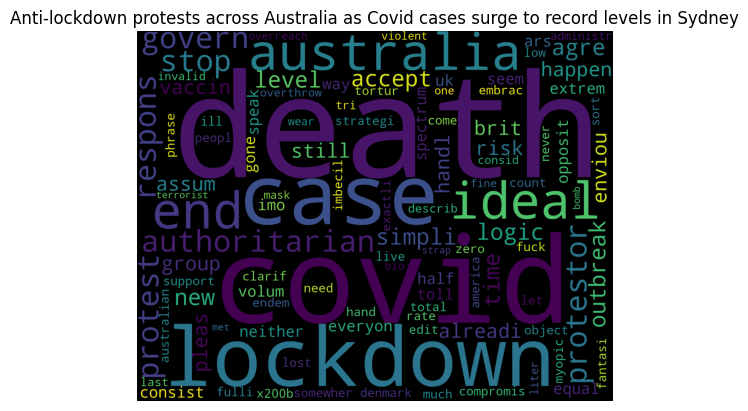 Anti-lockdown protests across Australia as Covid cases surge to record levels in Sydney
govern
overreach
violent
administr
stop
australia
ars
low
agre
invalid
vaccin
level
way
accept
uk
seem
happen
overthrow
tortur
one
embrac
extrem
death
respons
phrase
ill
speak
peopl
gone
tri
wear
strategi
come
spectrum
brit
risk
consid
never
sort
opposit
still
handl
assum
terrorist
mask
imo
imbecil
case
exactli
describ
ideal
fine
count
bomb
enviou
end
authoritarian
simpli
logic
zero
fuck
protest
group
clarif
live
bio
strap
half
toll
time
america
let
protestor
outbreak
support
new
volum
endem
need
covid
australian
pleas
neither
hand
everyon
total
rate
edit
alreadi
object
met
lost
lockdown
liter
myopic
fantasi
last
consist
fulli
x200b
somewher
denmark
much
compromis
equal